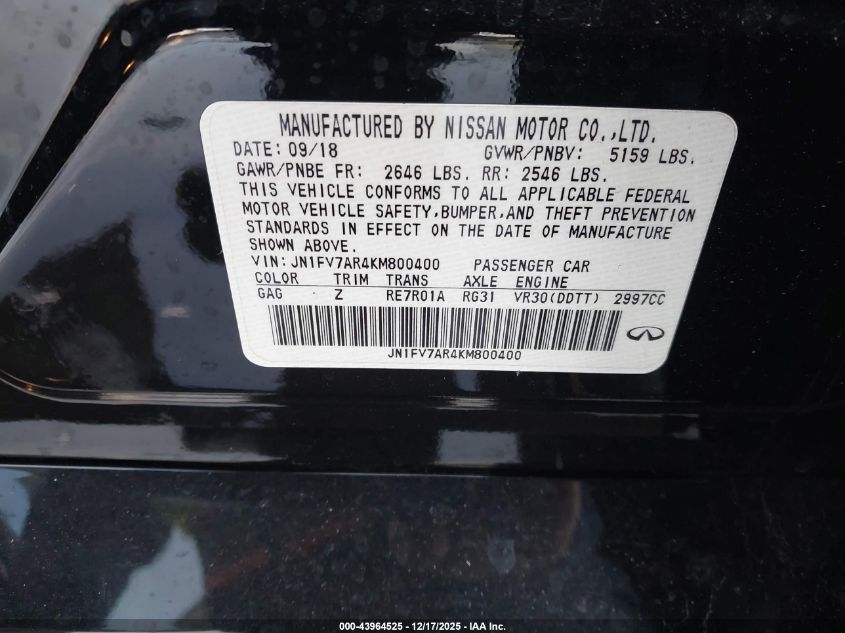 MANUFACTURED BY NISSAN MOTOR CO.,LTD.
DATE: 09/18 GVWR/PNBV: 5159 LBS.
GAWR/PNBE FR: 2646 LBS. RR: 2546 LBS.
THIS VEHICLE CONFORMS TO ALL APPLICABLE FEDERAL
MOTOR VEHICLE SAFETY,BUMPER,AND THEFT PREVENTION
STANDARDS IN EFFECT ON THE DATE OF MANUFACTURE
SHOWN ABOVE.
VIN:JN1FV7AR4KM800400 PASSENGER CAR
COLOR TRIM TRANS AXLE ENGINE
GAG Z RE7R01A RG31 VR30(DDTT) 2997CC
JN1FV7AR4KM800400
000-43964525 - 12/17/2025 - IAA Inc.